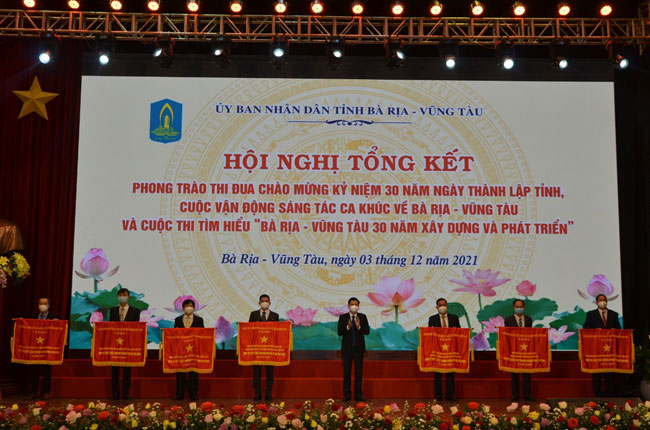 ỦY BAN NHÂN DÂN TỈNH BÀ RỊA - VŨNG TÀU
HỘI NGHỊ TỔNG KẾT
PHONG TRÀO THI ĐUA CHÀO MỪNG KỶ NIỆM 30 NĂM NGÀY THÀNH LẬP TỈNH,
CUỘC VẬN ĐỘNG SÁNG TÁC CA KHÚC VỀ BÀ RỊA - VŨNG TÀU
VÀ CUỘC THI TÌM HIỂU "BÀ RỊA - VŨNG TÀU 30 NĂM XÂY DỰNG VÀ PHÁT TRIỂN"
Bà Rịa - Vũng Tàu, ngày 03 tháng 12 năm 2021